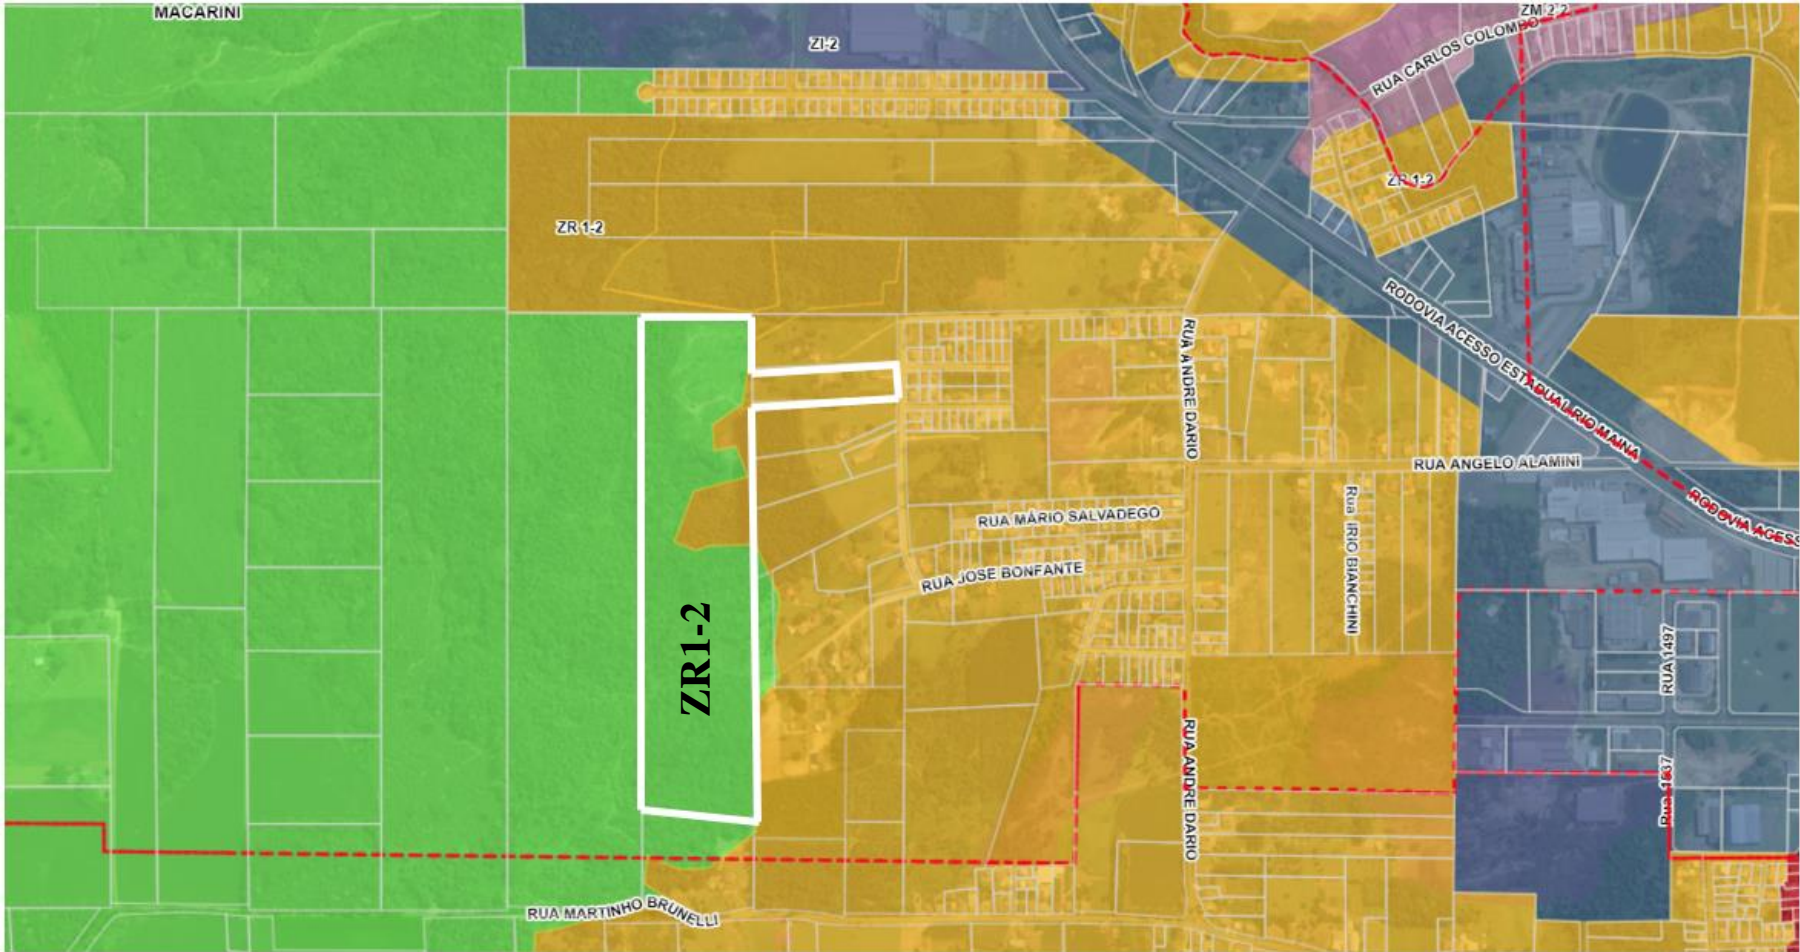 MACARINI
ZI-2
ZM 2-2
RUA CARLOS COLOMBO
ZR 1-2
ZR 1-2
RODOVIA ACESSO ESTADUAL RIO MAINA
RUA ANDRE DARIO
RUA ANGELO ALAMINI
RODOVIA ACESS
Rua IRIO BIANCHINI
RUA MÁRIO SALVADEGO
RUA JOSE BONFANTE
ZR1-2
RUA 1497
RUA ANDRE DARIO
RUA MARTINHO BRUNELLI